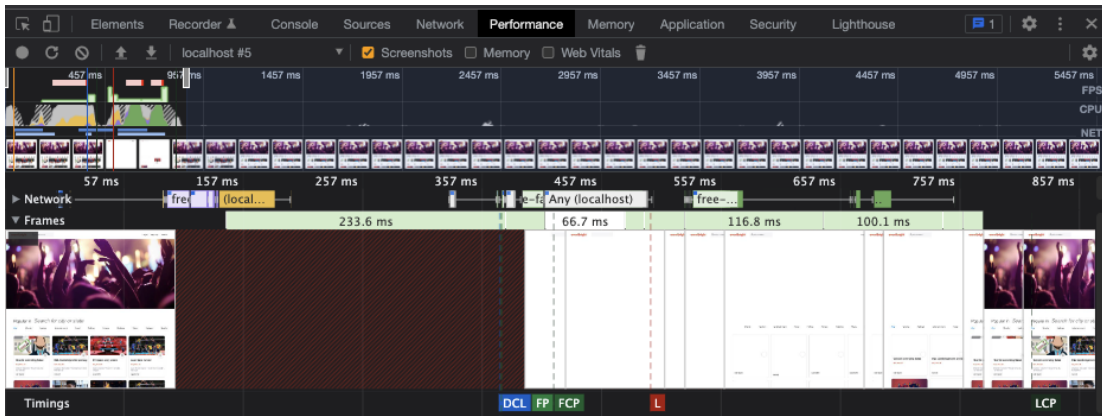 Elements Recorder Console Sources Network Performance Memory Application Security Lighthouse 1
localhost #5 Screenshots Memory Web Vitals
457 ms 957 ms 1457 ms 1957 ms 2457 ms 2957 ms 3457 ms 3957 ms 4457 ms 4957 ms 5457 ms
FPS
CPU
NET
57 ms 157 ms 257 ms 357 ms 457 ms 557 ms 657 ms 757 ms 857 ms
Network (local... Any (localhost) free-...
Frames 233.6 ms 66.7 ms 116.8 ms 100.1 ms
Timings DCL FP FCP L LCP